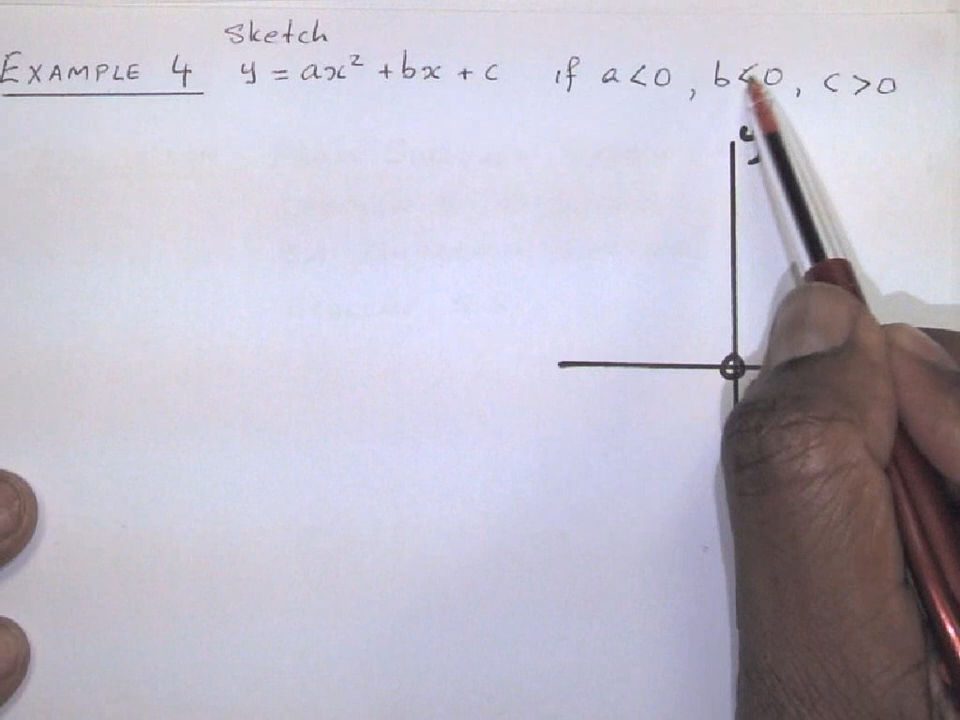 Sketch
EXAMPLE 4 y = ax² + bx + c if a < 0 , b < 0 , c > 0
y